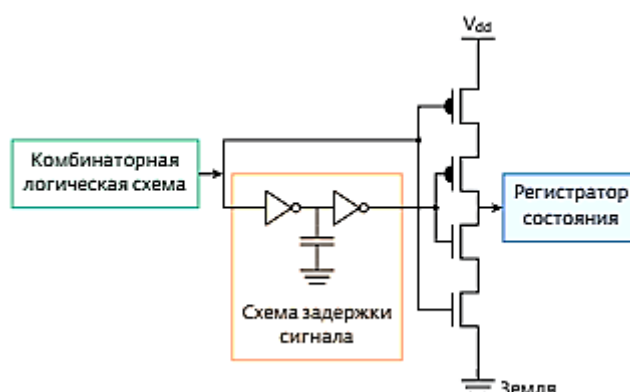 Vdd
Комбинаторная
логическая схема
Регистратор
состояния
Схема задержки
сигнала
Земля